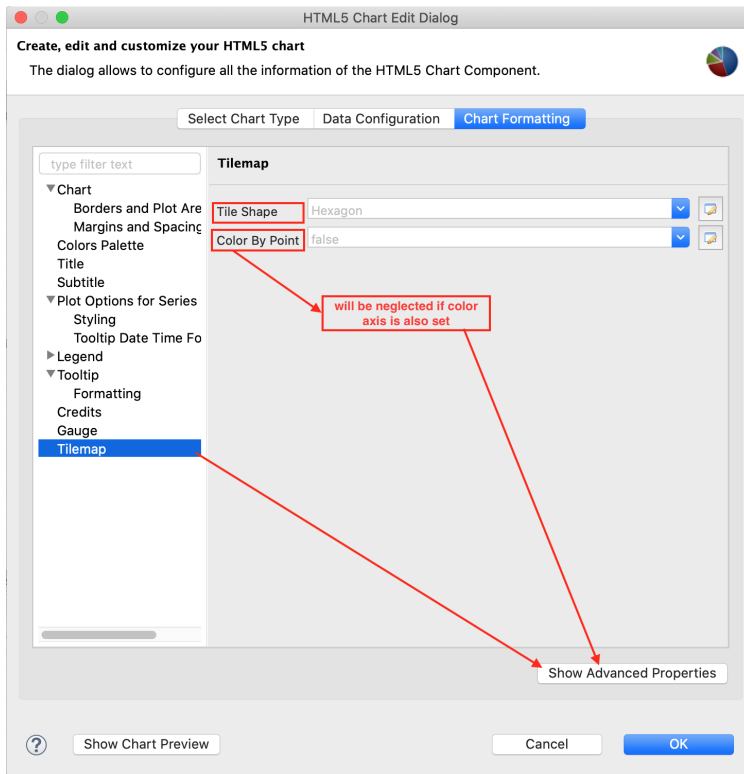 HTML5 Chart Edit Dialog
Create, edit and customize your HTML5 chart
The dialog allows to configure all the information of the HTML5 Chart Component.
Select Chart Type
Data Configuration
Chart Formatting
type filter text
Chart
Borders and Plot Are
Margins and Spacing
Colors Palette
Title
Subtitle
Plot Options for Series
Styling
Tooltip Date Time Fo
Legend
Tooltip
Formatting
Credits
Gauge
Tilemap
Tilemap
Tile Shape
Hexagon
Color By Point
false
will be neglected if color
axis is also set
Show Advanced Properties
?
Show Chart Preview
Cancel
OK